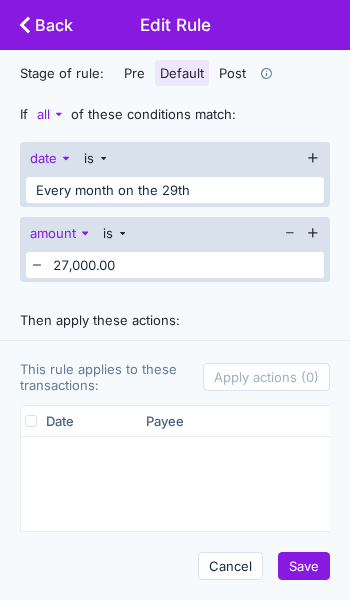 Back Edit Rule
Stage of rule: Pre Default Post
If all of these conditions match:
date is +
Every month on the 29th
amount is − +
− 27,000.00
Then apply these actions:
This rule applies to these
transactions:
Apply actions (0)
Date Payee
Cancel Save